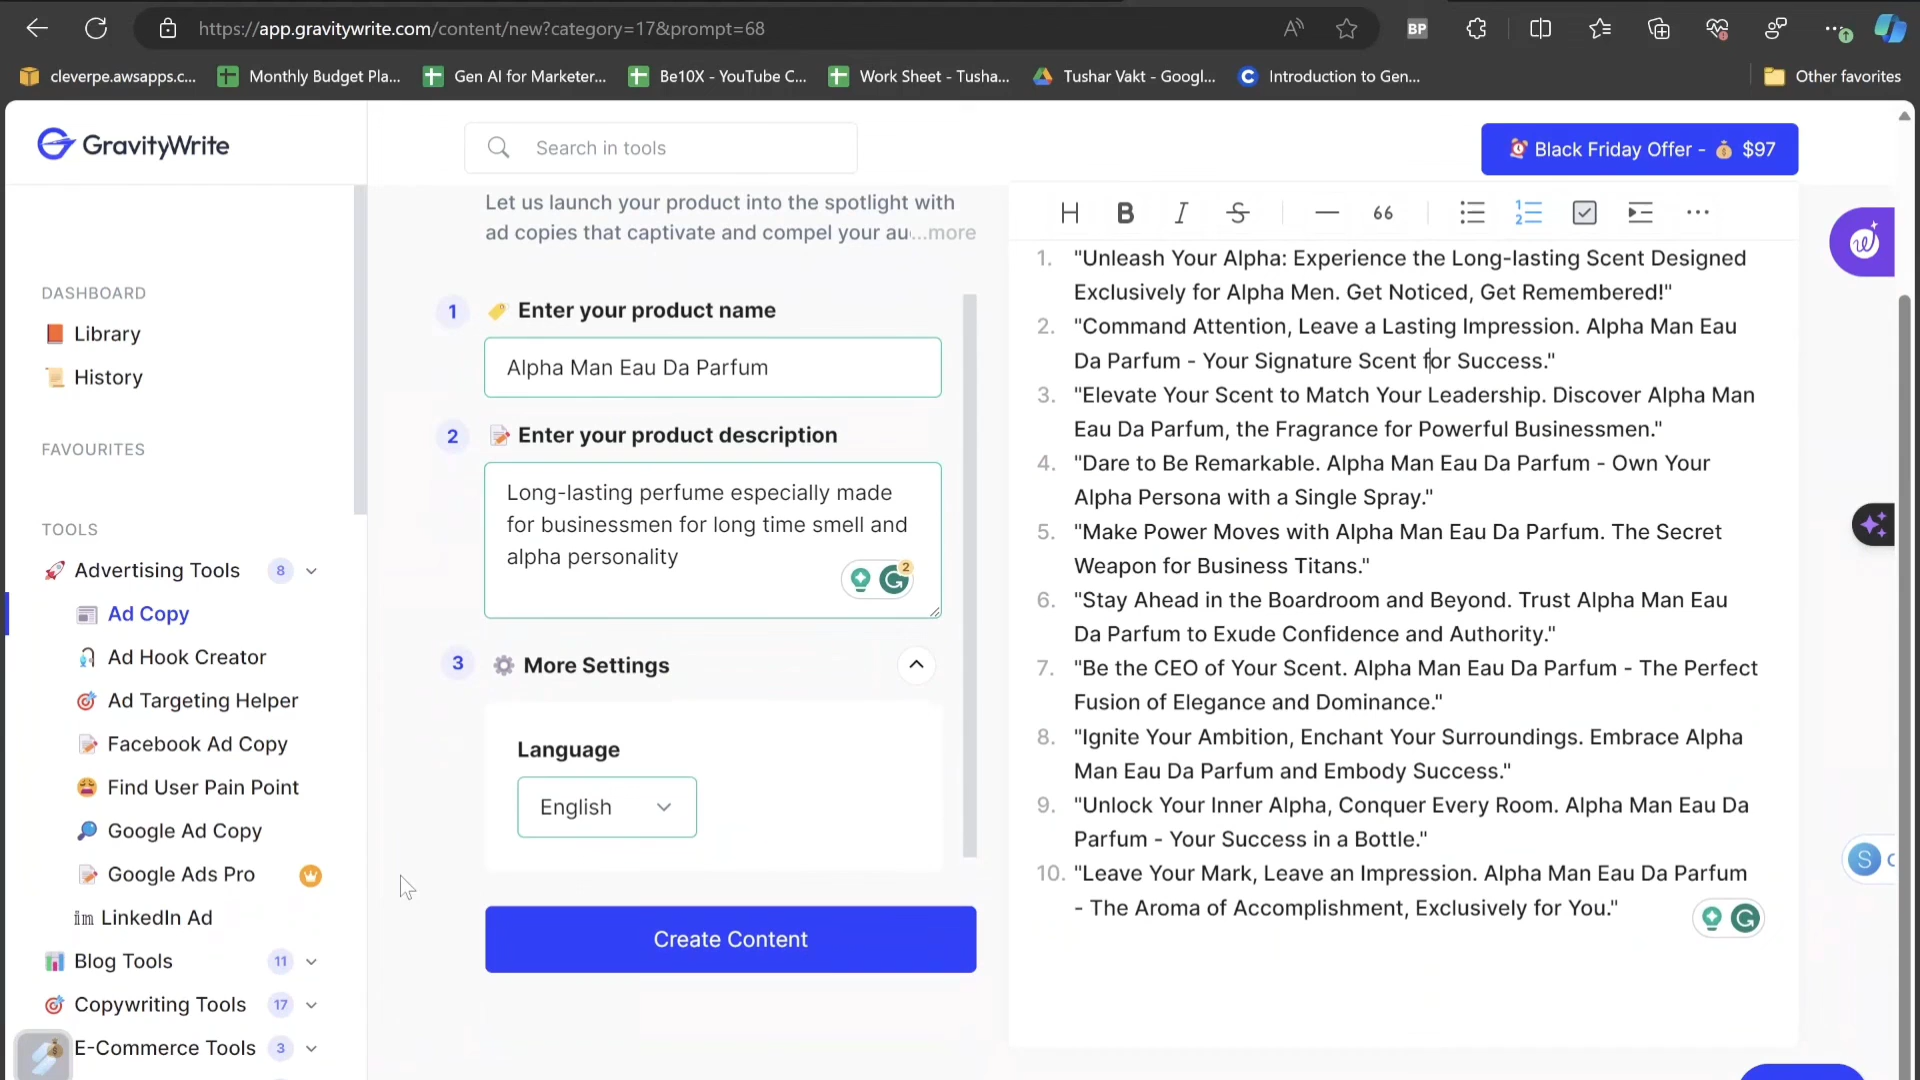 https://app.gravitywrite.com/content/new?category=17&prompt=68
BP
cleverpe.awsapps.c...
Monthly Budget Pla...
Gen AI for Marketer...
Be10X - YouTube C...
Work Sheet - Tusha...
Tushar Vakt - Googl...
Introduction to Gen...
Other favorites
GravityWrite
Search in tools
Black Friday Offer - $97
DASHBOARD
Library
History
FAVOURITES
TOOLS
Advertising Tools 8
Ad Copy
Ad Hook Creator
Ad Targeting Helper
Facebook Ad Copy
Find User Pain Point
Google Ad Copy
Google Ads Pro
LinkedIn Ad
Blog Tools 11
Copywriting Tools 17
E-Commerce Tools 3
Let us launch your product into the spotlight with
ad copies that captivate and compel your au...more
1 Enter your product name
Alpha Man Eau Da Parfum
2 Enter your product description
Long-lasting perfume especially made
for businessmen for long time smell and
alpha personality
2
3 More Settings
Language
English
Create Content
1. "Unleash Your Alpha: Experience the Long-lasting Scent Designed
Exclusively for Alpha Men. Get Noticed, Get Remembered!"
2. "Command Attention, Leave a Lasting Impression. Alpha Man Eau
Da Parfum - Your Signature Scent for Success."
3. "Elevate Your Scent to Match Your Leadership. Discover Alpha Man
Eau Da Parfum, the Fragrance for Powerful Businessmen."
4. "Dare to Be Remarkable. Alpha Man Eau Da Parfum - Own Your
Alpha Persona with a Single Spray."
5. "Make Power Moves with Alpha Man Eau Da Parfum. The Secret
Weapon for Business Titans."
6. "Stay Ahead in the Boardroom and Beyond. Trust Alpha Man Eau
Da Parfum to Exude Confidence and Authority."
7. "Be the CEO of Your Scent. Alpha Man Eau Da Parfum - The Perfect
Fusion of Elegance and Dominance."
8. "Ignite Your Ambition, Enchant Your Surroundings. Embrace Alpha
Man Eau Da Parfum and Embody Success."
9. "Unlock Your Inner Alpha, Conquer Every Room. Alpha Man Eau Da
Parfum - Your Success in a Bottle."
10. "Leave Your Mark, Leave an Impression. Alpha Man Eau Da Parfum
- The Aroma of Accomplishment, Exclusively for You."